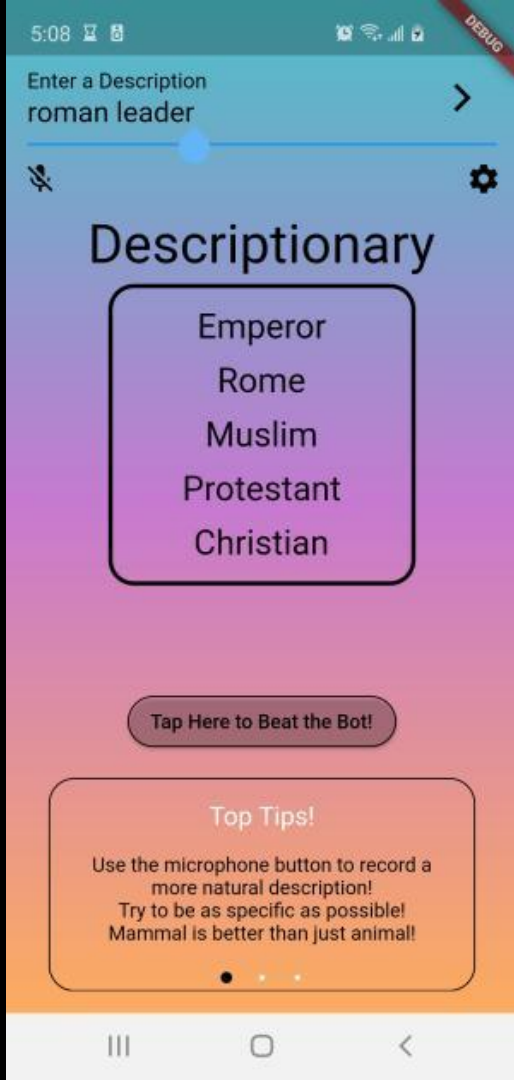 5:08
DEBUG
Enter a Description
roman leader
Descriptionary
Emperor
Rome
Muslim
Protestant
Christian
Tap Here to Beat the Bot!
Top Tips!
Use the microphone button to record a
more natural description!
Try to be as specific as possible!
Mammal is better than just animal!